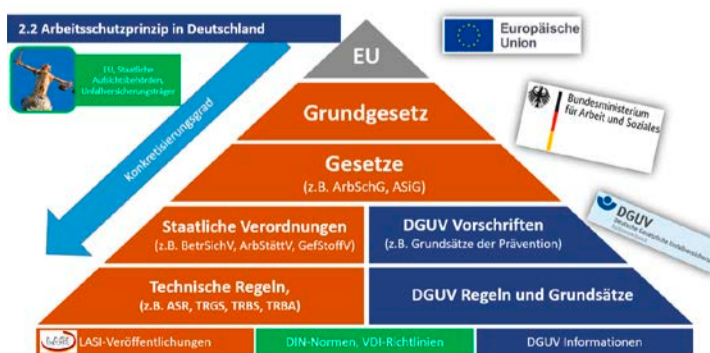 2.2 Arbeitsschutzprinzip in Deutschland
EU, Staatliche
Aufsichtsbehörden,
Unfallversicherungsträger
Konkretisierungsgrad
EU
Europäische
Union
Bundesministerium
für Arbeit und Soziales
DGUV
Deutsche Gesetzliche
Grundgesetz
Gesetze
(z.B. ArbSchG, ASiG)
Staatliche Verordnungen
(z.B. BetrSichV, ArbStättV, GefStoffV)
DGUV Vorschriften
(z.B. Grundsätze der Prävention)
Technische Regeln,
(z.B. ASR, TRGS, TRBS, TRBA)
DGUV Regeln und Grundsätze
LASI-Veröffentlichungen
DIN-Normen, VDI-Richtlinien
DGUV Informationen